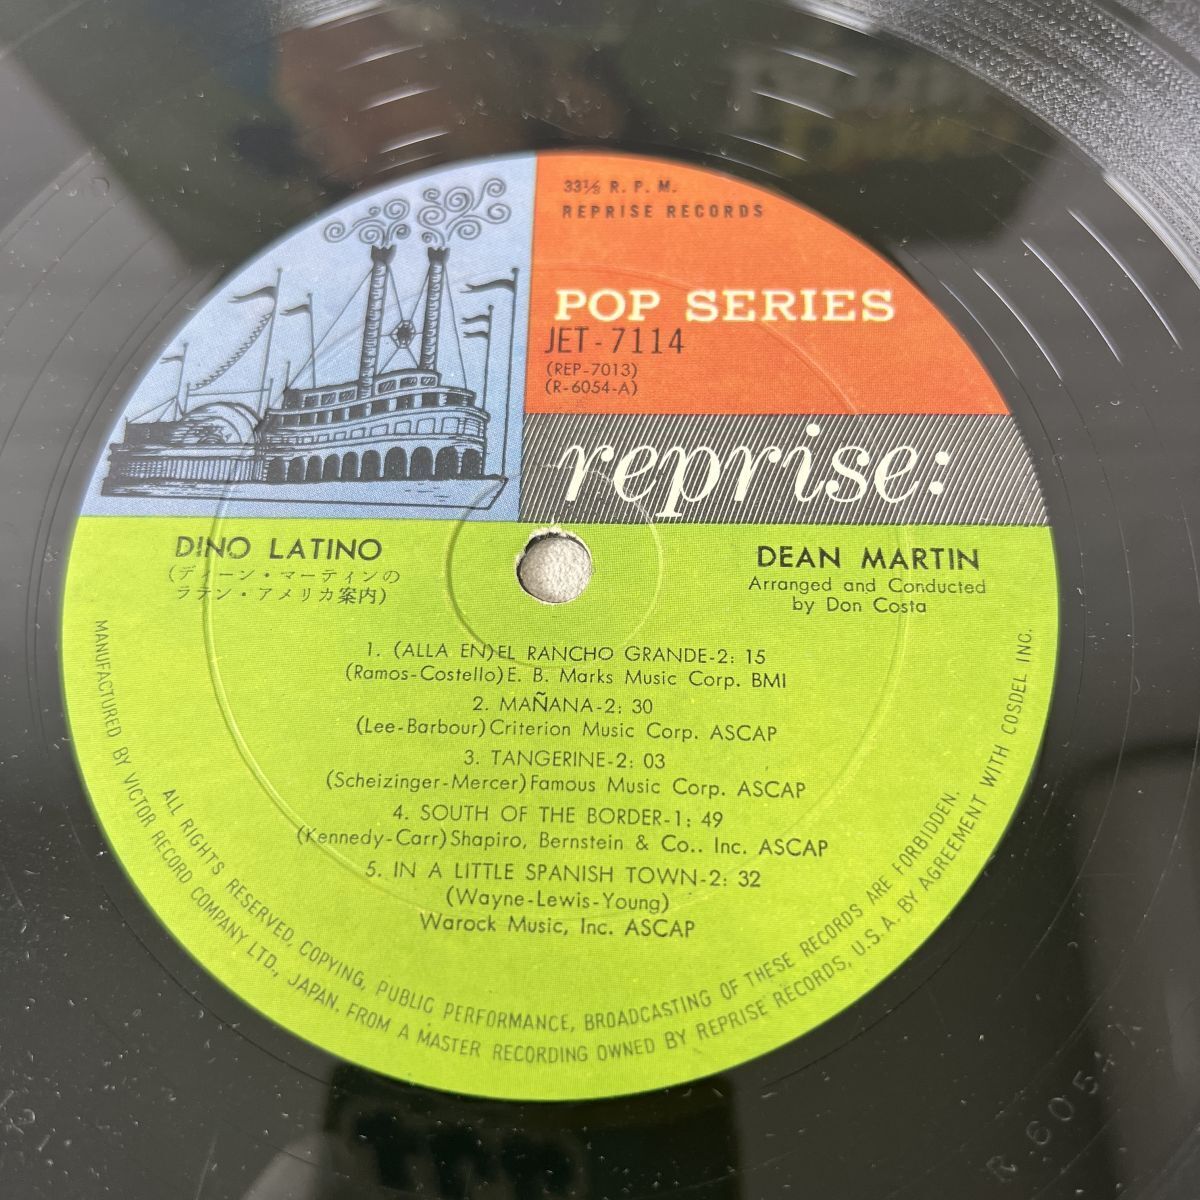 33⅓ R. P. M.
REPRISE RECORDS
POP SERIES
JET-7114
(REP-7013)
(R-6054-A)
reprise:
DINO LATINO
(ディーン・マーティンの
ラテン・アメリカ案内)
DEAN MARTIN
Arranged and Conducted
by Don Costa
1. (ALLA EN)EL RANCHO GRANDE-2: 15
(Ramos-Costello)E. B. Marks Music Corp. BMI
2. MAÑANA-2: 30
(Lee-Barbour)Criterion Music Corp. ASCAP
3. TANGERINE-2: 03
(Scheizinger-Mercer)Famous Music Corp. ASCAP
4. SOUTH OF THE BORDER-1: 49
(Kennedy-Carr)Shapiro, Bernstein & Co.. Inc. ASCAP
5. IN A LITTLE SPANISH TOWN-2: 32
(Wayne-Lewis-Young)
Warock Music, Inc. ASCAP
ALL RIGHTS RESERVED, COPYING, PUBLIC PERFORMANCE, BROADCASTING OF THESE RECORDS ARE FORBIDDEN.
MANUFACTURED BY VICTOR RECORD COMPANY LTD., JAPAN. FROM A MASTER RECORDING OWNED BY REPRISE RECORDS, U.S.A. BY AGREEMENT WITH COSDEL INC.